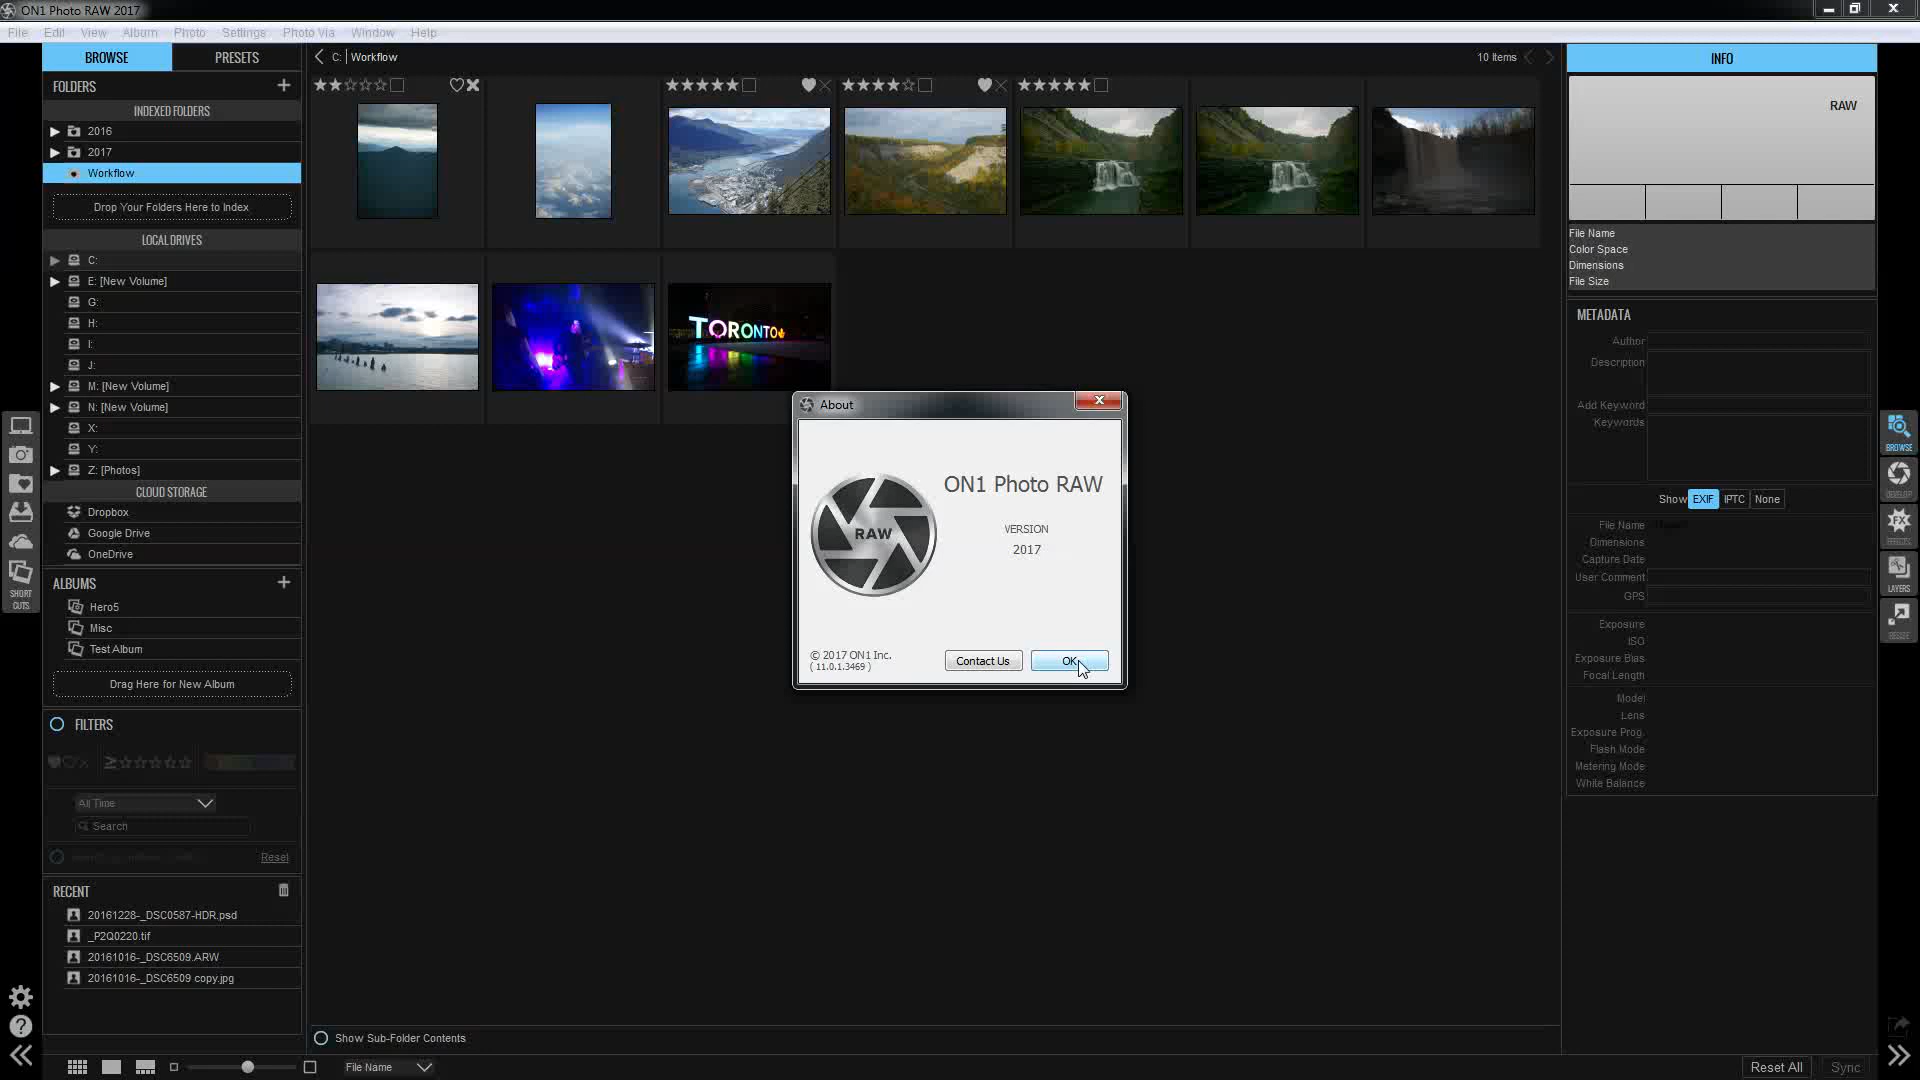 ON1 Photo RAW 2017
File Edit View Album Photo Settings Photo Via Window Help
BROWSE PRESETS
C: Workflow
10 Items
INFO
FOLDERS
INDEXED FOLDERS
2016
2017
Workflow
Drop Your Folders Here to Index
LOCAL DRIVES
C:
E: [New Volume]
G:
H:
I:
J:
M: [New Volume]
N: [New Volume]
X:
Y:
Z: [Photos]
CLOUD STORAGE
Dropbox
Google Drive
OneDrive
ALBUMS
Hero5
Misc
Test Album
Drag Here for New Album
FILTERS
All Time
Search
Reset
RECENT
20161228-_DSC0587-HDR.psd
_P2Q0220.tif
20161016-_DSC6509.ARW
20161016-_DSC6509 copy.jpg
SHORT
CUTS
TORONTO
About
ON1 Photo RAW
RAW
VERSION
2017
© 2017 ON1 Inc.
( 11.0.1.3469 )
Contact Us
OK
Show Sub-Folder Contents
File Name
RAW
File Name
Color Space
Dimensions
File Size
METADATA
Author
Description
Add Keyword
Keywords
Show EXIF IPTC None
File Name
Dimensions
Capture Date
User Comment
GPS
Exposure
ISO
Exposure Bias
Focal Length
Model
Lens
Exposure Prog.
Flash Mode
Metering Mode
White Balance
BROWSE
DEVELOP
FX
EFFECTS
LAYERS
RESIZE
Reset All
Sync